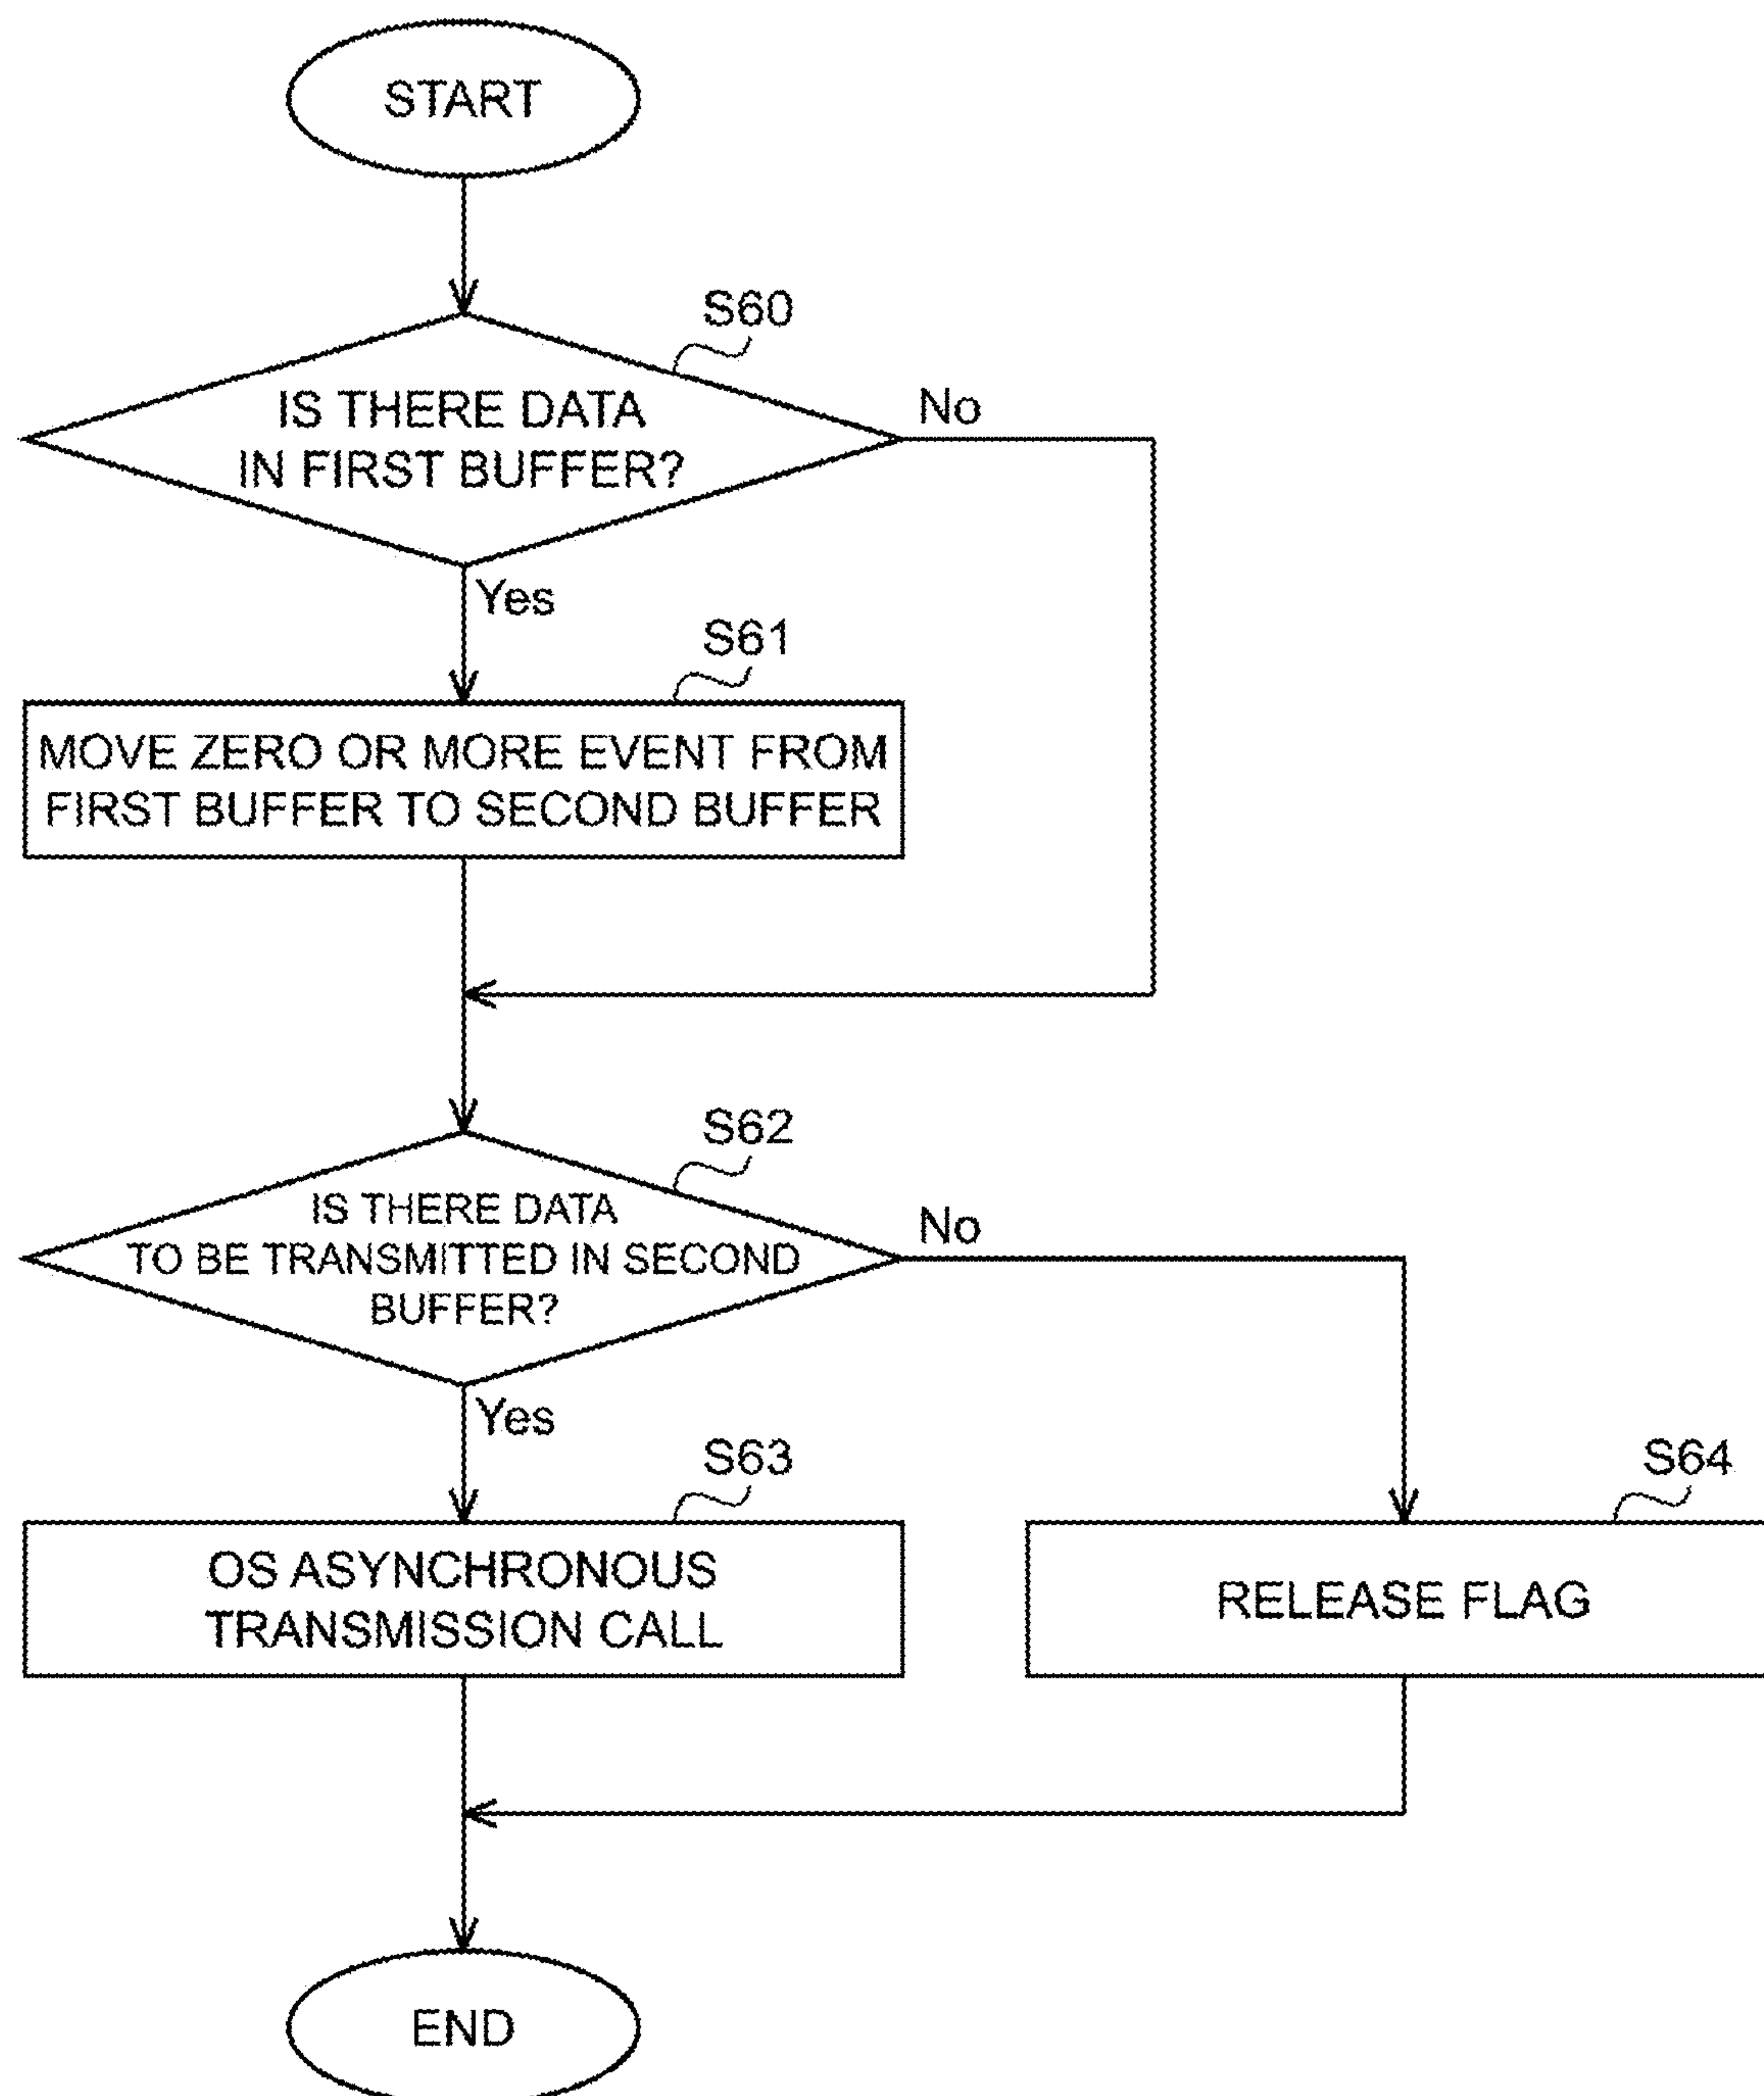 START
S60
IS THERE DATA
IN FIRST BUFFER?
No
Yes
S61
MOVE ZERO OR MORE EVENT FROM
FIRST BUFFER TO SECOND BUFFER
S62
IS THERE DATA
TO BE TRANSMITTED IN SECOND
BUFFER?
No
Yes
S63
OS ASYNCHRONOUS
TRANSMISSION CALL
S64
RELEASE FLAG
END